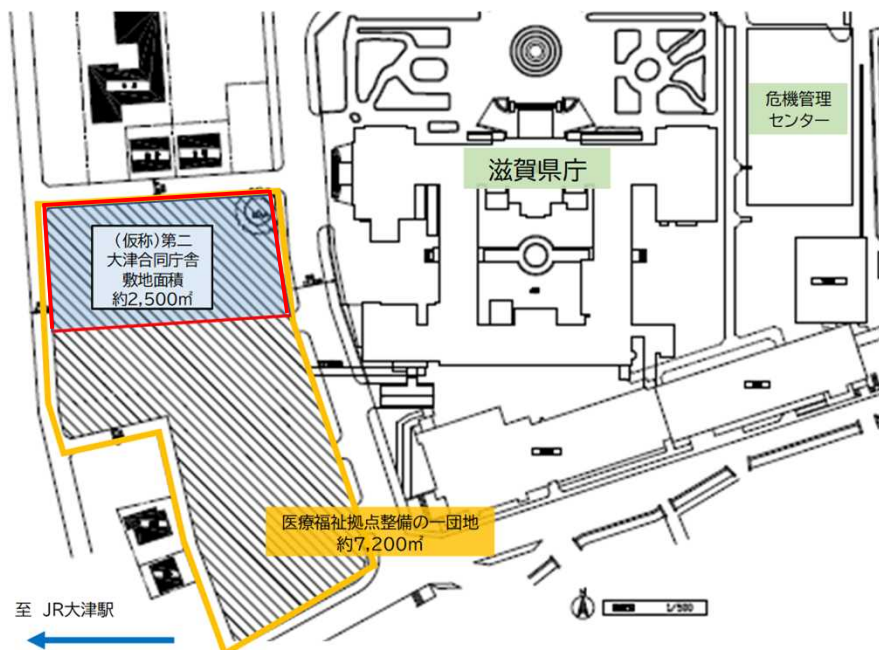 危機管理
センター
滋賀県庁
（仮称）第二
大津合同庁舎
敷地面積
約2,500㎡
医療福祉拠点整備の一団地
約7,200㎡
至 JR大津駅
1/500